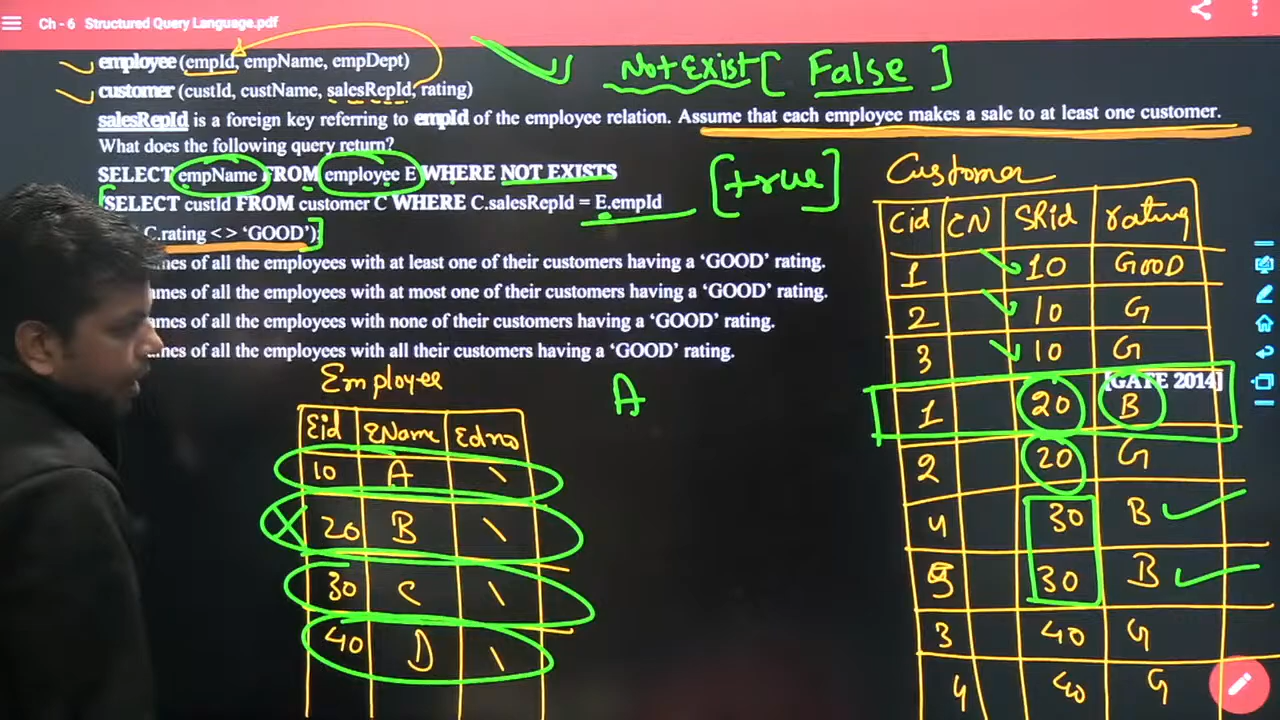 Ch - 6 Structured Query Language.pdf
employee (empId, empName, empDept)
Not Exist [ False ]
customer (custId, custName, salesRepId, rating)
salesRepId is a foreign key referring to empId of the employee relation. Assume that each employee makes a sale to at least one customer.
What does the following query return?
SELECT empName FROM employee E WHERE NOT EXISTS
[true]
(SELECT custId FROM customer C WHERE C.salesRepId = E.empId
C.rating < > ‘GOOD’);
mes of all the employees with at least one of their customers having a ‘GOOD’ rating.
mes of all the employees with at most one of their customers having a ‘GOOD’ rating.
mes of all the employees with none of their customers having a ‘GOOD’ rating.
mes of all the employees with all their customers having a ‘GOOD’ rating.
[GATE 2014]
A
Employee
Eid EName Edno
10 A 1
20 B 1
30 C 1
40 D 1
Customer
Cid CN SRid rating
1 10 GOOD
2 10 G
3 10 G
1 20 B
2 20 G
4 30 B
5 30 B
3 40 G
4 40 G